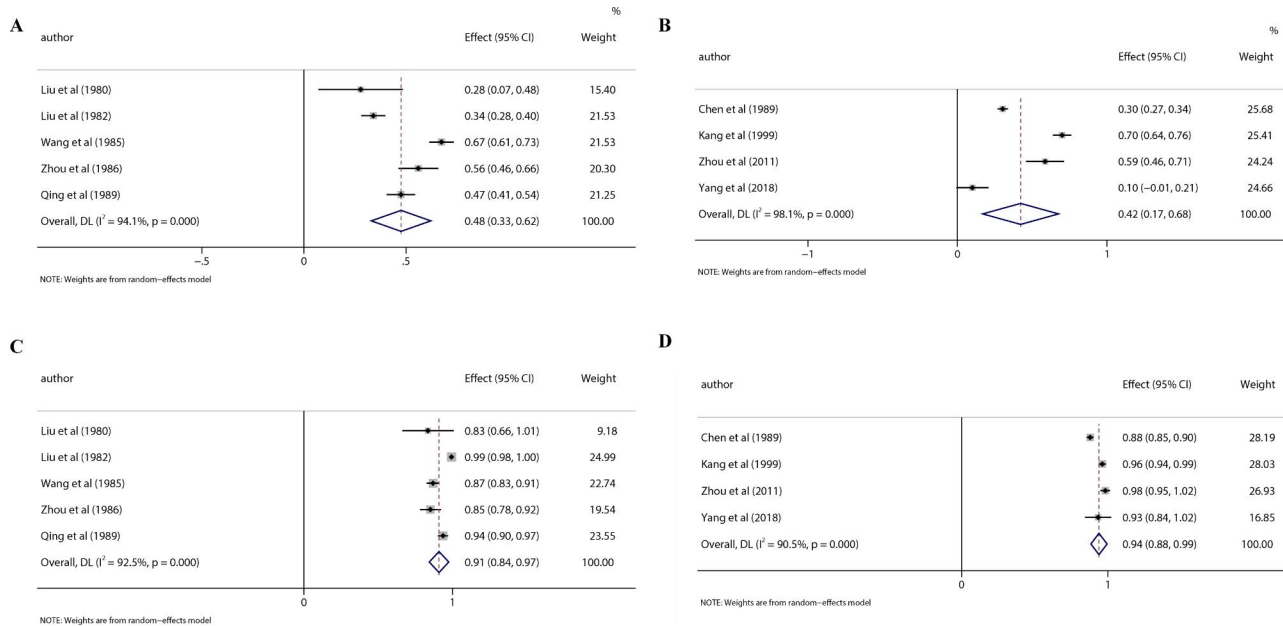 A
%
author Effect (95% CI) Weight
Liu et al (1980) 0.28 (0.07, 0.48) 15.40
Liu et al (1982) 0.34 (0.28, 0.40) 21.53
Wang et al (1985) 0.67 (0.61, 0.73) 21.53
Zhou et al (1986) 0.56 (0.46, 0.66) 20.30
Qing et al (1989) 0.47 (0.41, 0.54) 21.25
Overall, DL (I² = 94.1%, p = 0.000) 0.48 (0.33, 0.62) 100.00
−.5 0 .5
NOTE: Weights are from random−effects model
B
%
author Effect (95% CI) Weight
Chen et al (1989) 0.30 (0.27, 0.34) 25.68
Kang et al (1999) 0.70 (0.64, 0.76) 25.41
Zhou et al (2011) 0.59 (0.46, 0.71) 24.24
Yang et al (2018) 0.10 (−0.01, 0.21) 24.66
Overall, DL (I² = 98.1%, p = 0.000) 0.42 (0.17, 0.68) 100.00
−1 0 1
NOTE: Weights are from random−effects model
C
author Effect (95% CI) Weight
Liu et al (1980) 0.83 (0.66, 1.01) 9.18
Liu et al (1982) 0.99 (0.98, 1.00) 24.99
Wang et al (1985) 0.87 (0.83, 0.91) 22.74
Zhou et al (1986) 0.85 (0.78, 0.92) 19.54
Qing et al (1989) 0.94 (0.90, 0.97) 23.55
Overall, DL (I² = 92.5%, p = 0.000) 0.91 (0.84, 0.97) 100.00
0 1
NOTE: Weights are from random−effects model
D
author Effect (95% CI) Weight
Chen et al (1989) 0.88 (0.85, 0.90) 28.19
Kang et al (1999) 0.96 (0.94, 0.99) 28.03
Zhou et al (2011) 0.98 (0.95, 1.02) 26.93
Yang et al (2018) 0.93 (0.84, 1.02) 16.85
Overall, DL (I² = 90.5%, p = 0.000) 0.94 (0.88, 0.99) 100.00
0 1
NOTE: Weights are from random−effects model